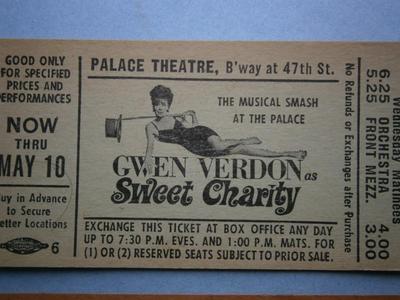 GOOD ONLY
FOR SPECIFIED
PRICES AND
PERFORMANCES
NOW
THRU
MAY 10
Buy in Advance
to Secure
Better Locations
6
PALACE THEATRE, B'way at 47th St.
THE MUSICAL SMASH
AT THE PALACE
GWEN VERDON as
Sweet Charity
EXCHANGE THIS TICKET AT BOX OFFICE ANY DAY
UP TO 7:30 P.M. EVES. AND 1:00 P.M. MATS. FOR
(1) OR (2) RESERVED SEATS SUBJECT TO PRIOR SALE.
Wednesday Matinees
6.25 ORCHESTRA 4.00
5.25 FRONT MEZZ. 3.00
No Refunds or Exchanges after Purchase